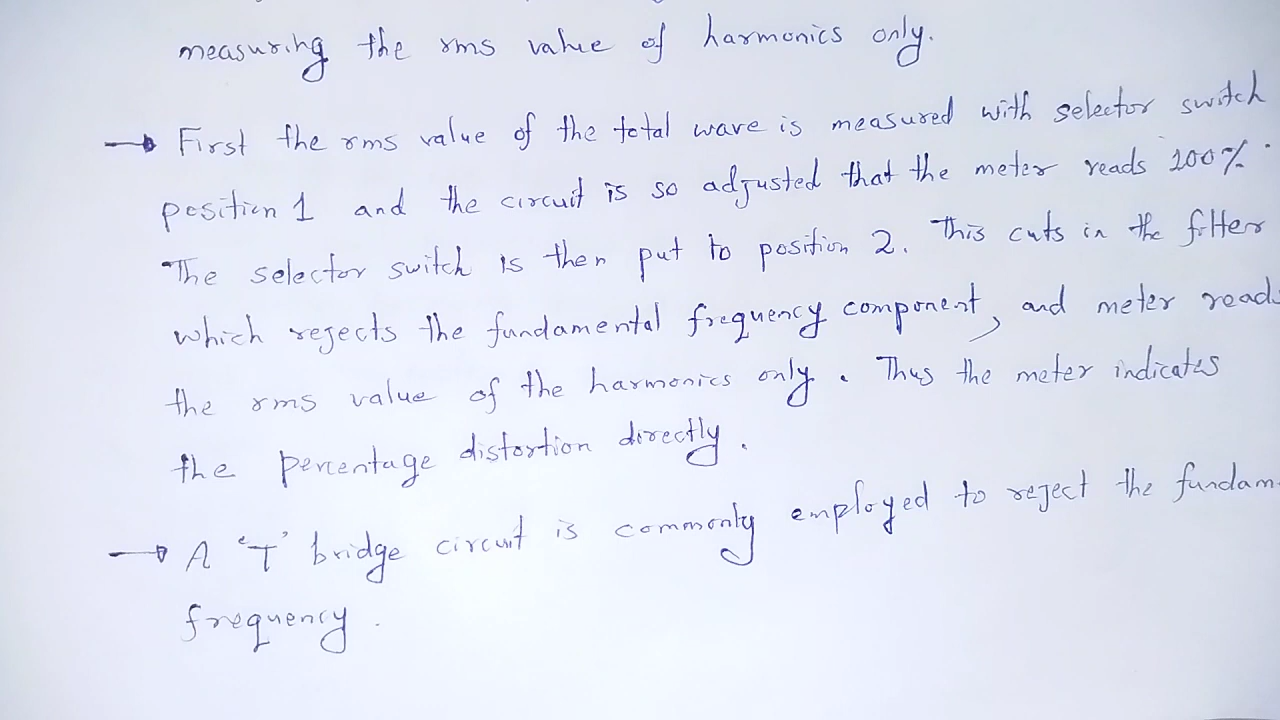 measuring the rms value of harmonics only.
→ First the rms value of the total wave is measured with selector switch
position 1 and the circuit is so adjusted that the meter reads 100%.
The selector switch is then put to position 2. This cuts in the filter
which rejects the fundamental frequency component, and meter reads
the rms value of the harmonics only. Thus the meter indicates
the percentage distortion directly.
→ A 'T' bridge circuit is commonly employed to reject the fundam
frequency.